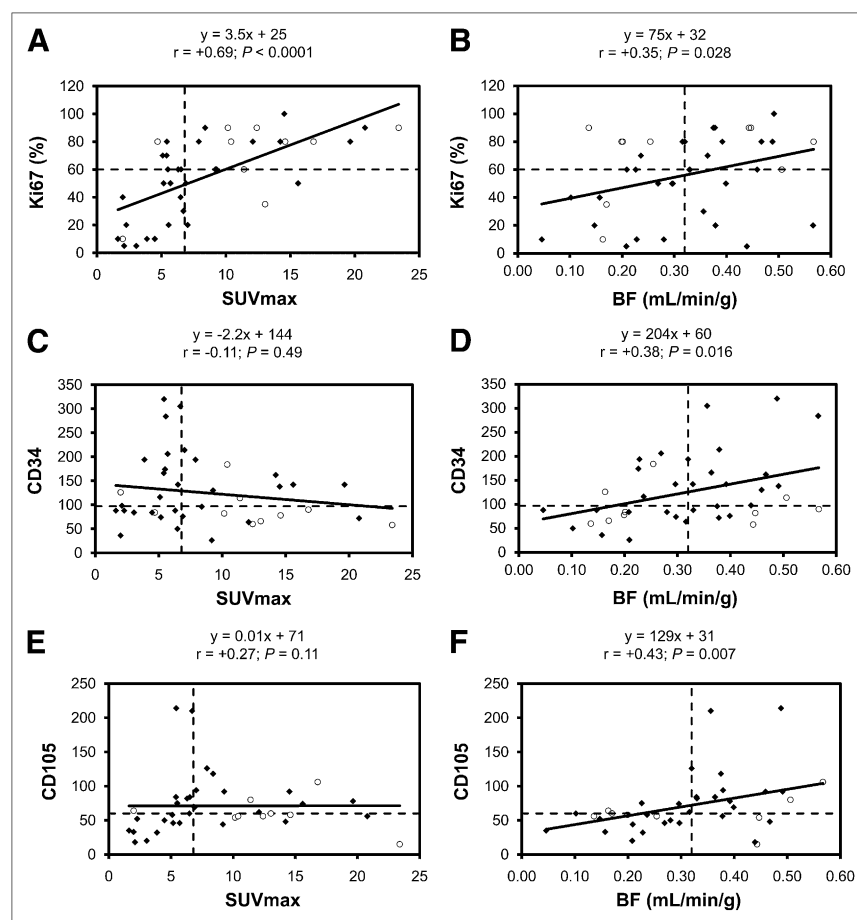 A
y = 3.5x + 25
r = +0.69; P < 0.0001
Ki67 (%)
120
100
80
60
40
20
0
0 5 10 15 20 25
SUVmax
B
y = 75x + 32
r = +0.35; P = 0.028
Ki67 (%)
120
100
80
60
40
20
0
0.00 0.10 0.20 0.30 0.40 0.50 0.60
BF (mL/min/g)
C
y = -2.2x + 144
r = -0.11; P = 0.49
CD34
350
300
250
200
150
100
50
0
0 5 10 15 20 25
SUVmax
D
y = 204x + 60
r = +0.38; P = 0.016
CD34
350
300
250
200
150
100
50
0
0.00 0.10 0.20 0.30 0.40 0.50 0.60
BF (mL/min/g)
E
y = 0.01x + 71
r = +0.27; P = 0.11
CD105
250
200
150
100
50
0
0 5 10 15 20 25
SUVmax
F
y = 129x + 31
r = +0.43; P = 0.007
CD105
250
200
150
100
50
0
0.00 0.10 0.20 0.30 0.40 0.50 0.60
BF (mL/min/g)